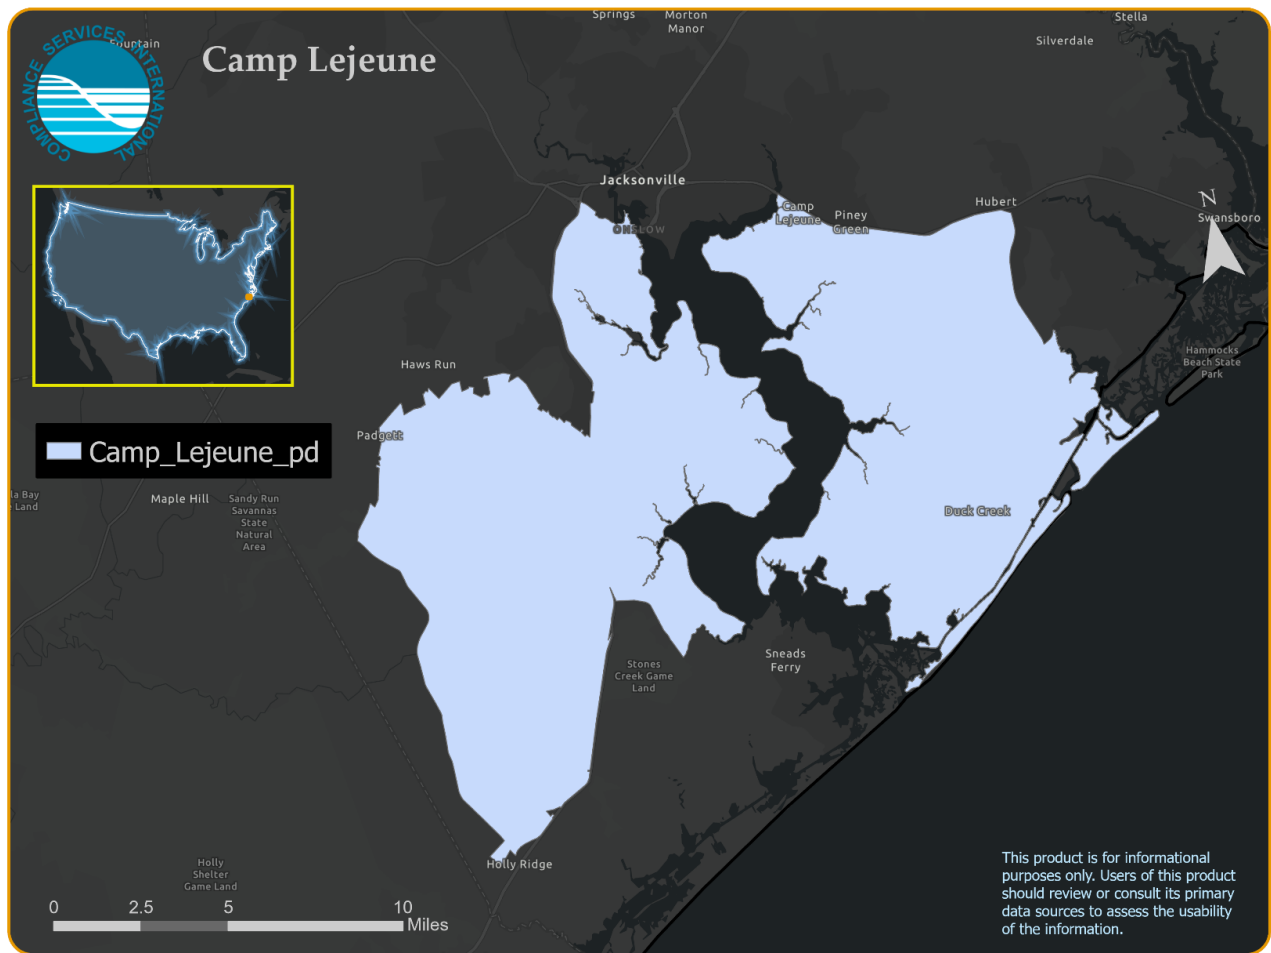 Springs
Morton
Manor
Stella
Silverdale
Fountain
COMPLIANCE SERVICES INTERNATIONAL
Camp Lejeune
Jacksonville
ONSLOW
Camp
Lejeune
Piney
Green
Hubert
N
Swansboro
Hammocks
Beach State
Park
Haws Run
Padgett
Camp_Lejeune_pd
la Bay
e Land
Maple Hill
Sandy Run
Savannas
State
Natural
Area
Duck Creek
Stones
Creek Game
Land
Sneads
Ferry
Holly Ridge
Holly
Shelter
Game Land
0 2.5 5 10
Miles
This product is for informational
purposes only. Users of this product
should review or consult its primary
data sources to assess the usability
of the information.